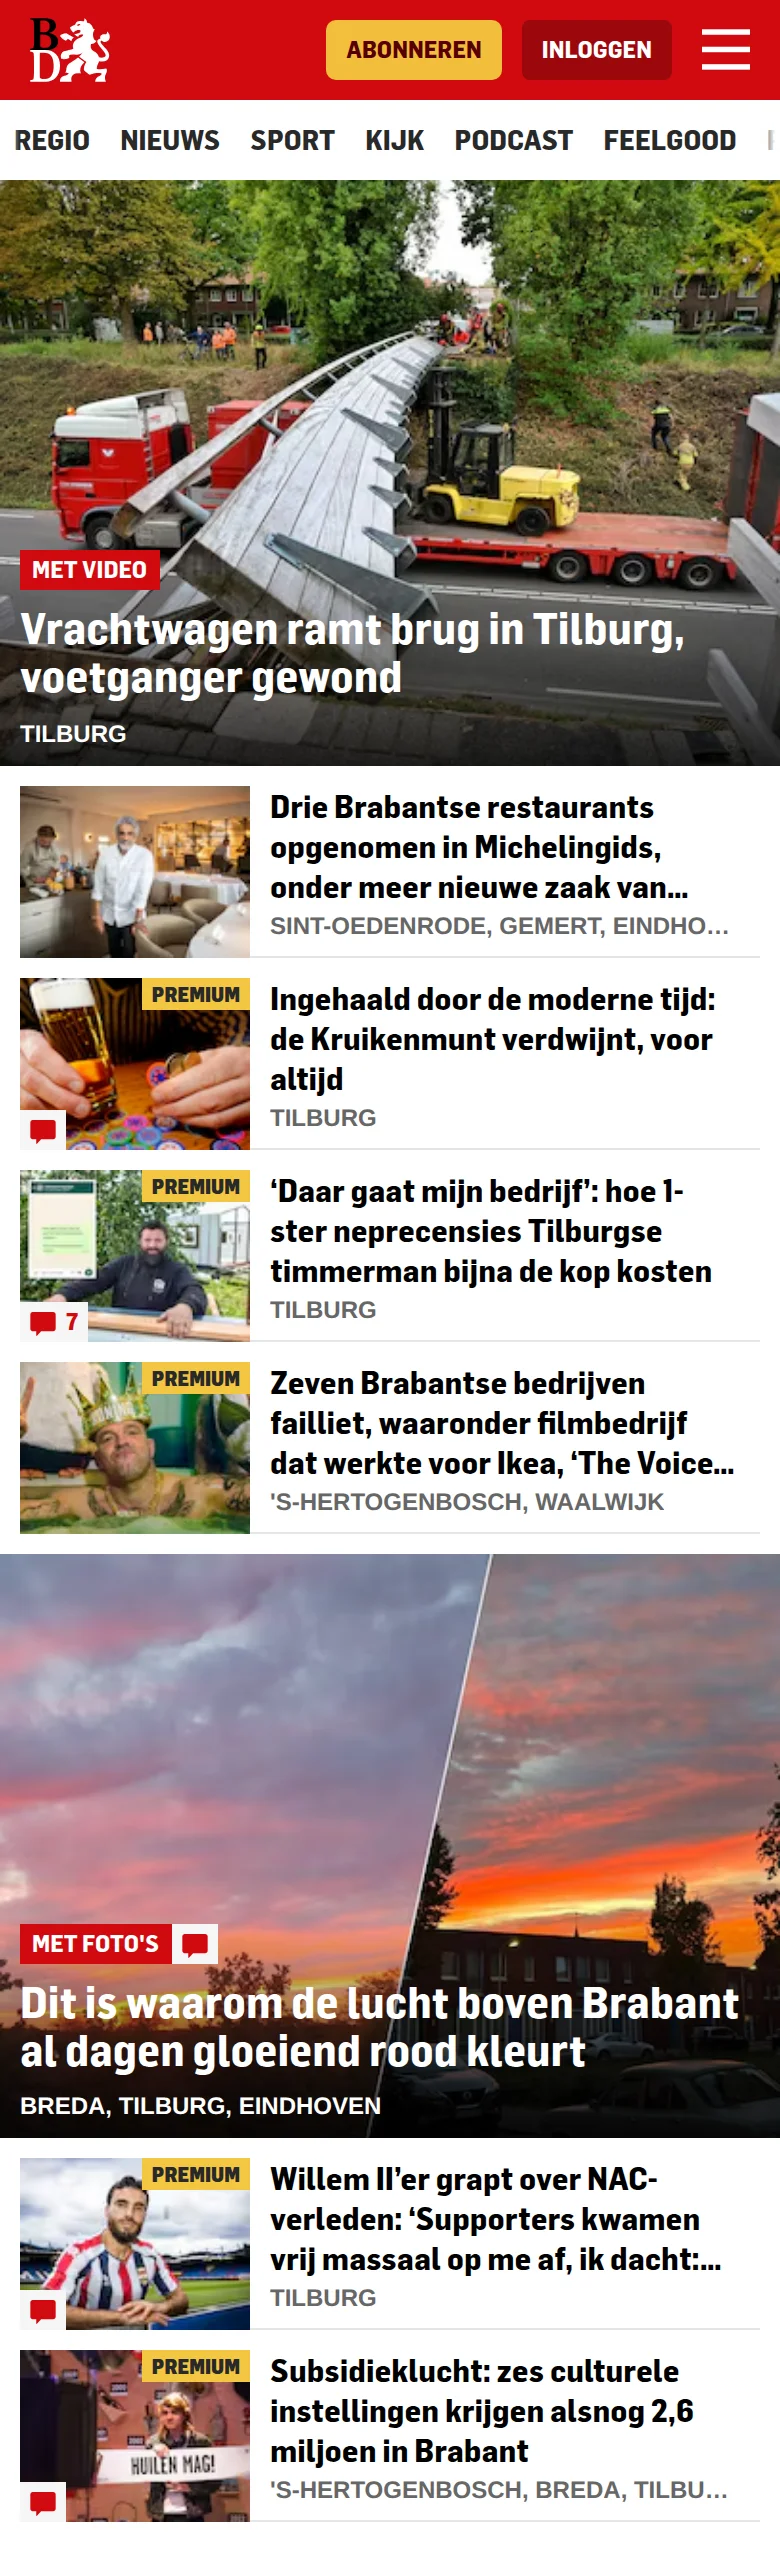 BD
ABONNEREN
INLOGGEN
REGIO NIEUWS SPORT KIJK PODCAST FEELGOOD
MET VIDEO
Vrachtwagen ramt brug in Tilburg,
voetganger gewond
TILBURG
Drie Brabantse restaurants
opgenomen in Michelingids,
onder meer nieuwe zaak van...
SINT-OEDENRODE, GEMERT, EINDHO...
PREMIUM
Ingehaald door de moderne tijd:
de Kruikenmunt verdwijnt, voor
altijd
TILBURG
PREMIUM
7
‘Daar gaat mijn bedrijf’: hoe 1-
ster neprecensies Tilburgse
timmerman bijna de kop kosten
TILBURG
PREMIUM
Zeven Brabantse bedrijven
failliet, waaronder filmbedrijf
dat werkte voor Ikea, ‘The Voice...
'S-HERTOGENBOSCH, WAALWIJK
MET FOTO'S
Dit is waarom de lucht boven Brabant
al dagen gloeiend rood kleurt
BREDA, TILBURG, EINDHOVEN
PREMIUM
Willem II’er grapt over NAC-
verleden: ‘Supporters kwamen
vrij massaal op me af, ik dacht:...
TILBURG
PREMIUM
HUILEN MAG!
Subsidieklucht: zes culturele
instellingen krijgen alsnog 2,6
miljoen in Brabant
'S-HERTOGENBOSCH, BREDA, TILBU...